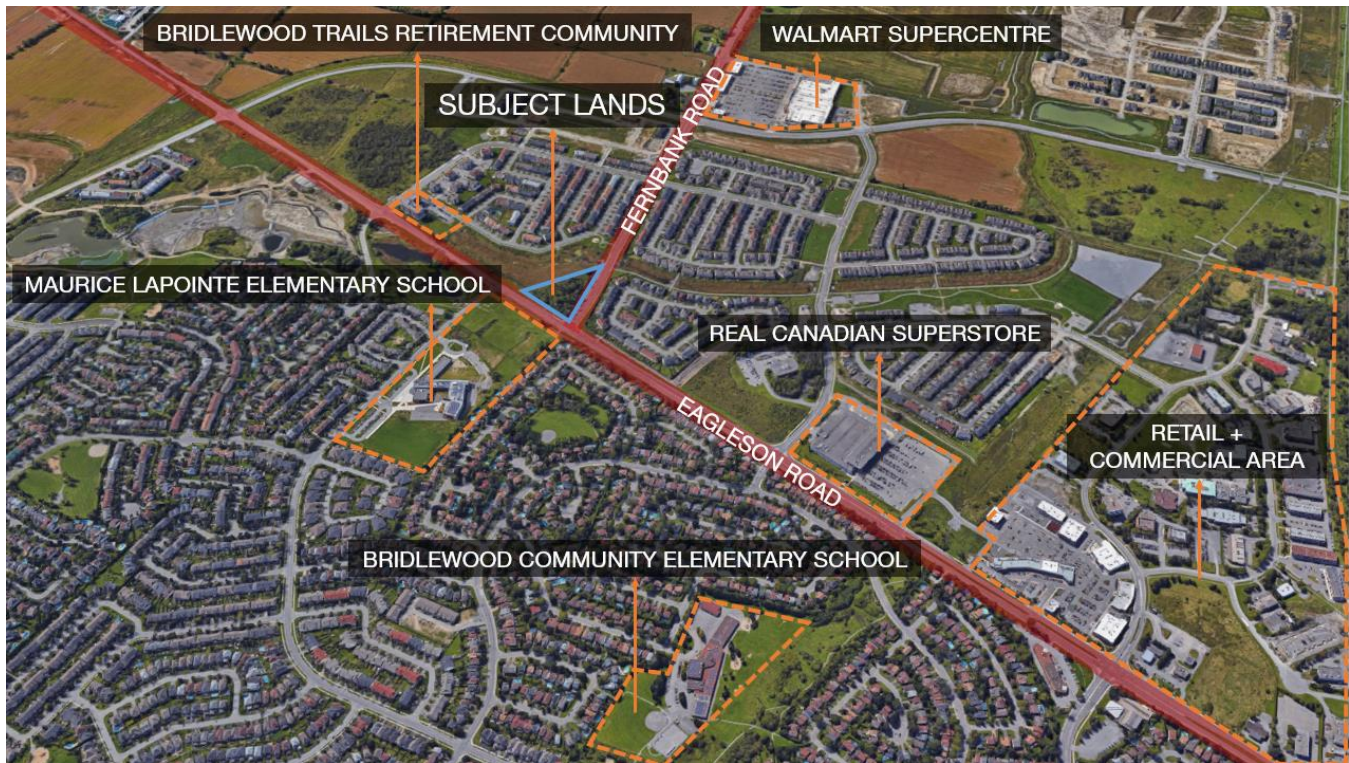 BRIDLEWOOD TRAILS RETIREMENT COMMUNITY
WALMART SUPERCENTRE
SUBJECT LANDS
FERNBANK ROAD
MAURICE LAPOINTE ELEMENTARY SCHOOL
REAL CANADIAN SUPERSTORE
EAGLESON ROAD
RETAIL +
COMMERCIAL AREA
BRIDLEWOOD COMMUNITY ELEMENTARY SCHOOL